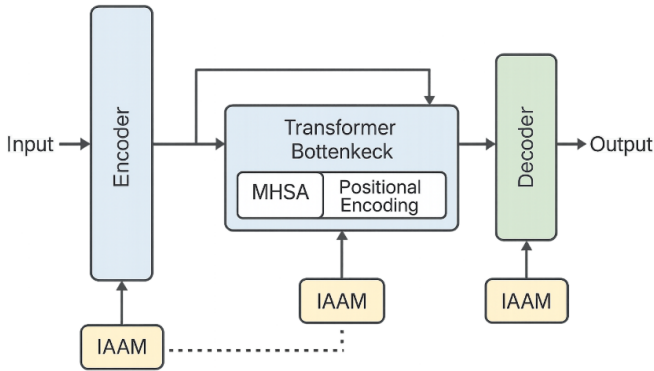 Input
Encoder
Transformer
Bottenkeck
MHSA
Positional
Encoding
Decoder
Output
IAAM
IAAM
IAAM